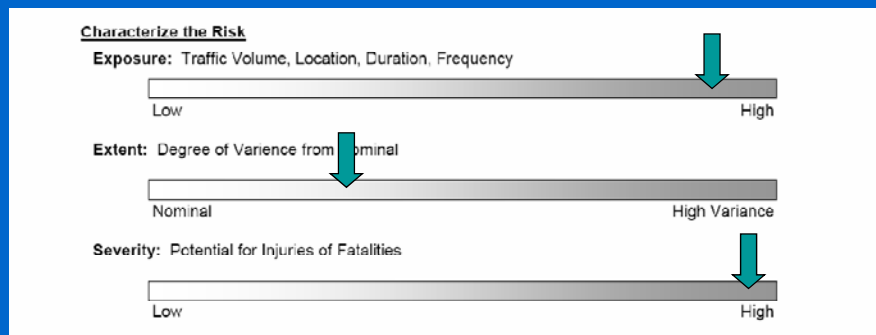 Characterize the Risk
Exposure: Traffic Volume, Location, Duration, Frequency
Low High
Extent: Degree of Varience from ominal
Nominal High Variance
Severity: Potential for Injuries of Fatalities
Low High